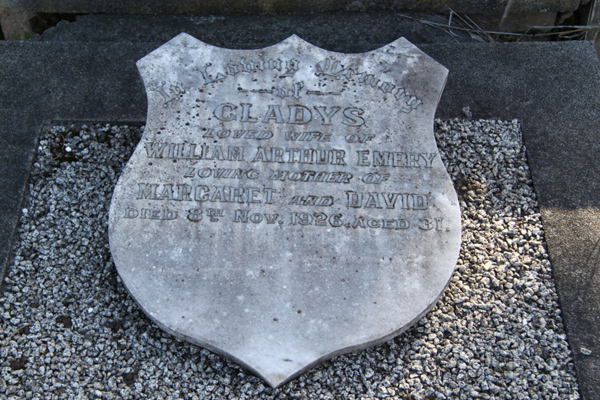 In Loving Memory
of
GLADYS
LOVED WIFE OF
WILLIAM ARTHUR EMERY
LOVING MOTHER OF
MARGARET AND DAVID
DIED 8TH NOV. 1926, AGED 31.